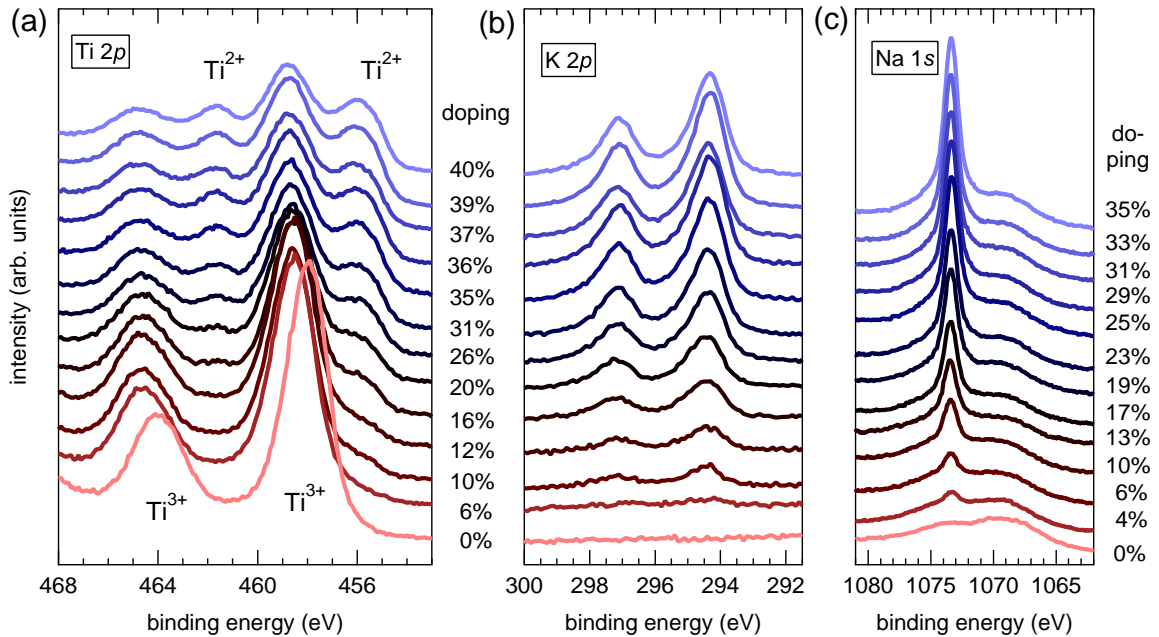 (a)
Ti 2p
Ti2+
Ti2+
doping
40%
39%
37%
36%
35%
31%
26%
20%
16%
12%
10%
6%
0%
Ti3+
Ti3+
intensity (arb. units)
468
464
460
456
binding energy (eV)
(b)
K 2p
300
298
296
294
292
binding energy (eV)
(c)
Na 1s
do-
ping
35%
33%
31%
29%
25%
23%
19%
17%
13%
10%
6%
4%
0%
1080
1075
1070
1065
binding energy (eV)